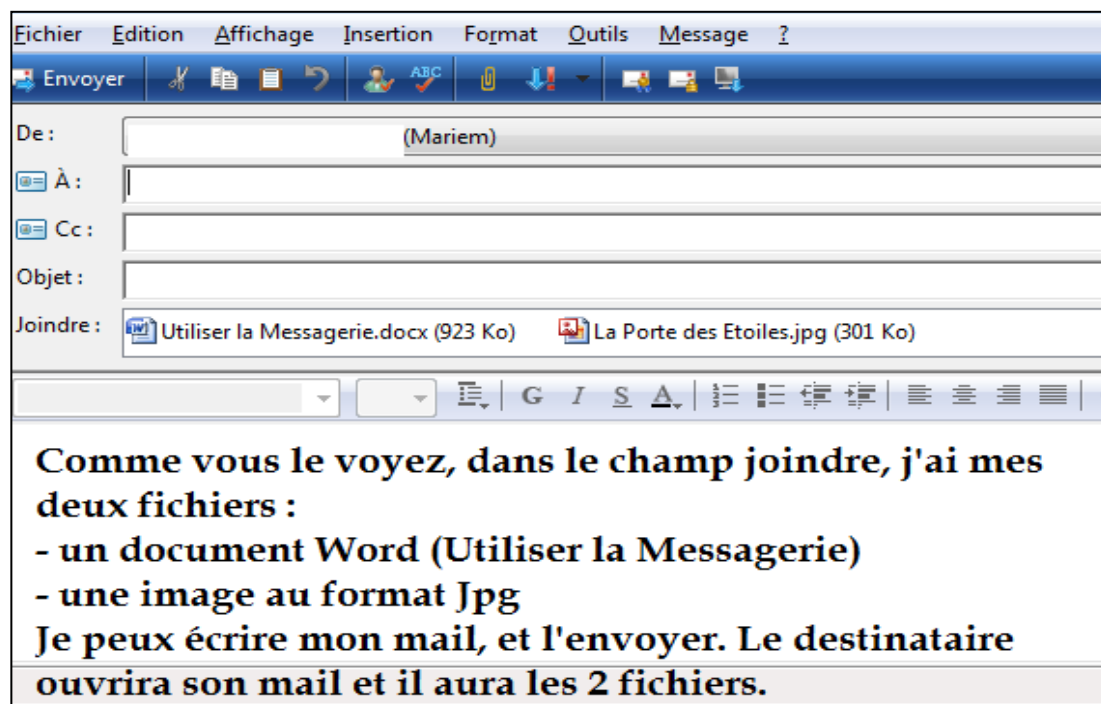 Fichier Edition Affichage Insertion Format Outils Message ?
Envoyer ABC
De : (Mariem)
À :
Cc :
Objet :
Joindre : Utiliser la Messagerie.docx (923 Ko) La Porte des Etoiles.jpg (301 Ko)
G I S A
Comme vous le voyez, dans le champ joindre, j'ai mes
deux fichiers :
- un document Word (Utiliser la Messagerie)
- une image au format Jpg
Je peux écrire mon mail, et l'envoyer. Le destinataire
ouvrira son mail et il aura les 2 fichiers.